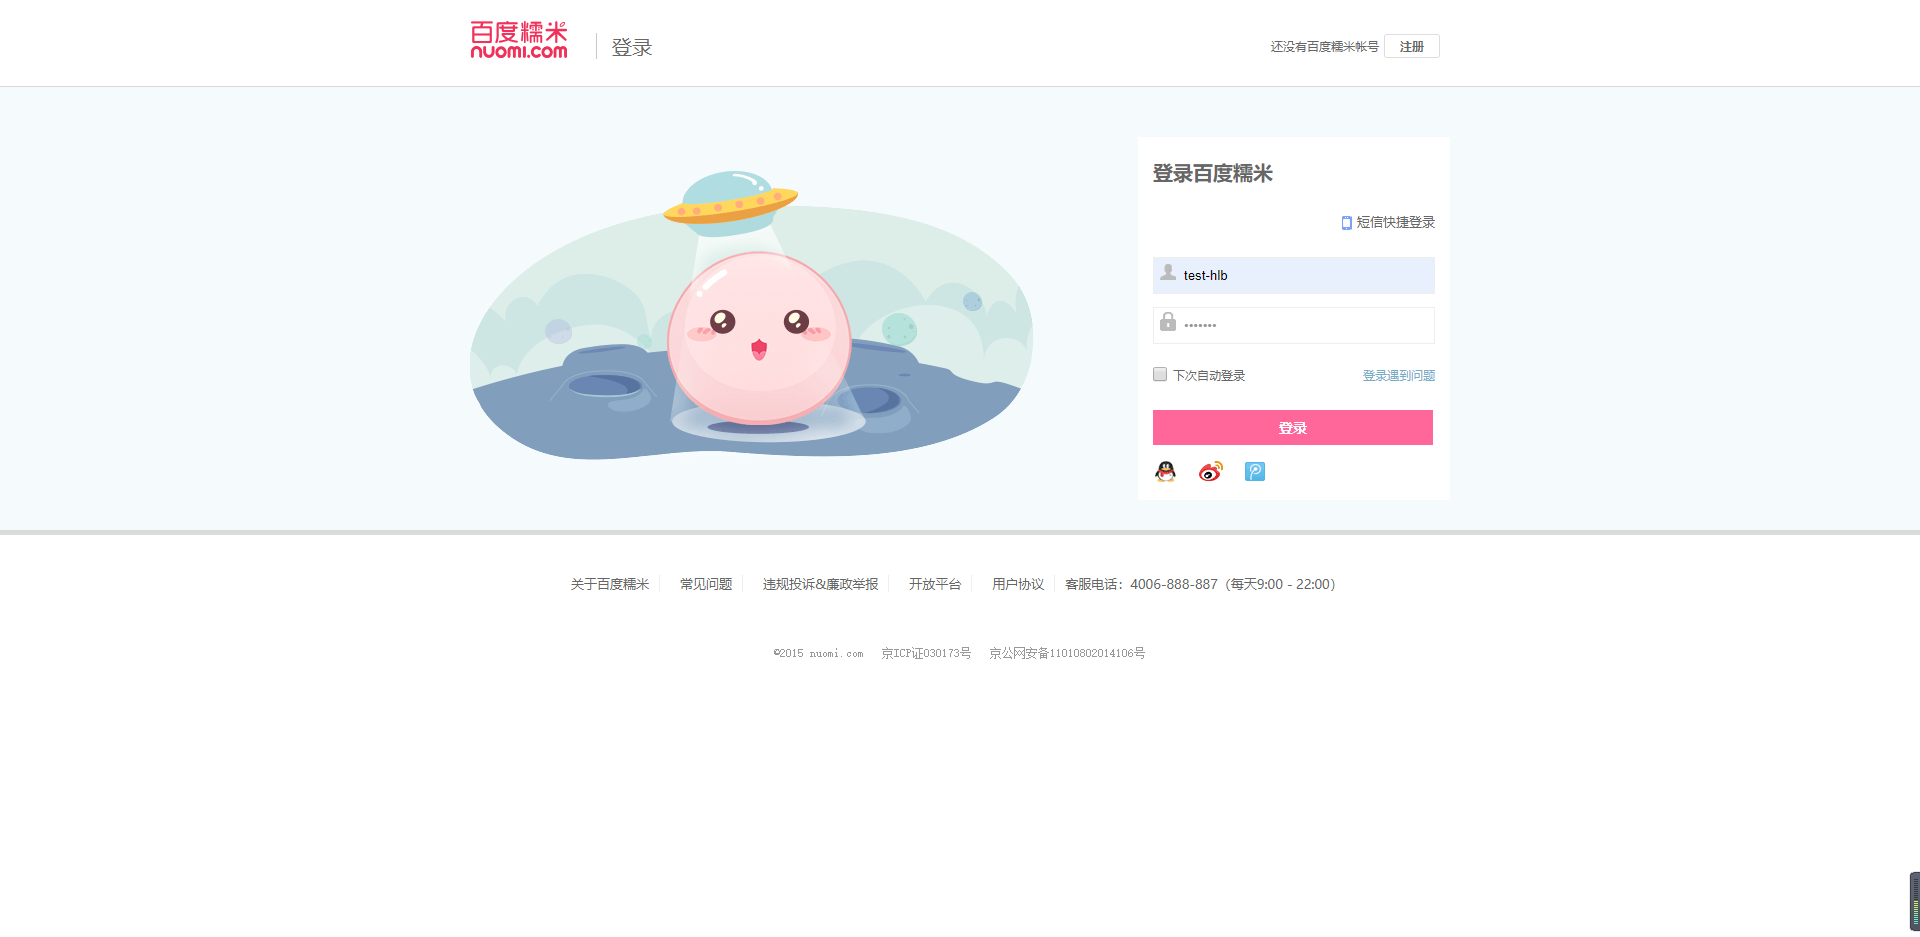 百度糯米
nuomi.com
登录
还没有百度糯米帐号 注册
登录百度糯米
短信快捷登录
test-hlb
•••••••
下次自动登录 登录遇到问题
登录
关于百度糯米 常见问题 违规投诉&廉政举报 开放平台 用户协议 客服电话：4006-888-887（每天9:00 - 22:00）
©2015 nuomi.com 京ICP证030173号 京公网安备11010802014106号